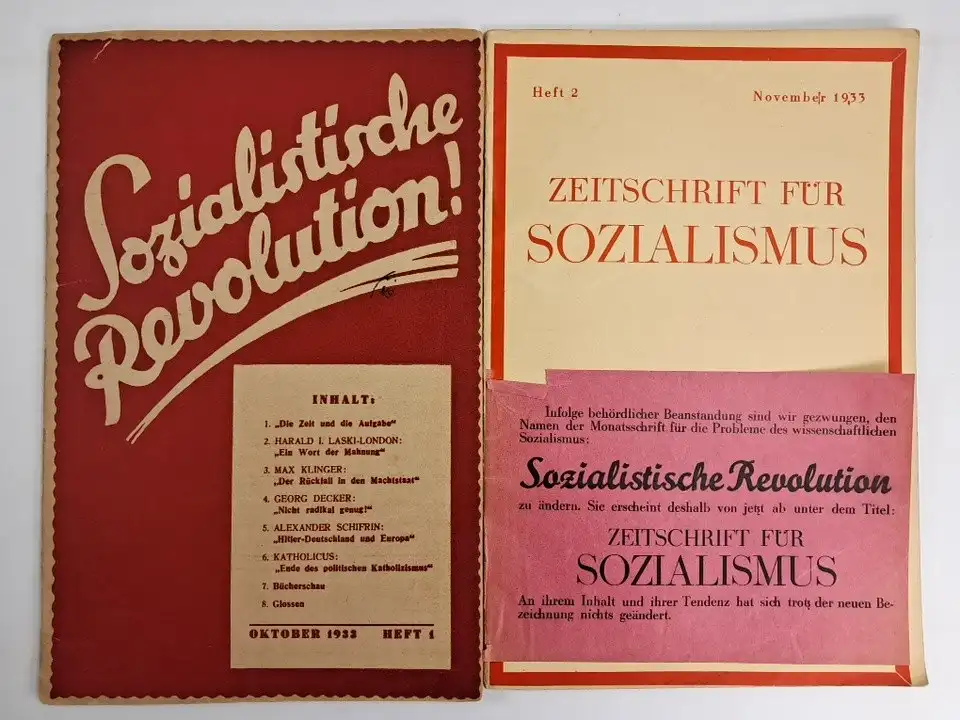 Sozialistische
Revolution!
INHALT:
1. „Die Zeit und die Aufgabe“
2. HARALD I. LASKI-LONDON:
„Ein Wort der Mahnung“
3. MAX KLINGER:
„Der Rückfall in den Machtstaat“
4. GEORG DECKER:
„Nicht radikal genug!“
5. ALEXANDER SCHIFRIN:
„Hitler-Deutschland und Europa“
6. KATHOLICUS:
„Ende des politischen Katholizismus“
7. Bücherschau
8. Glossen
OKTOBER 1933 HEFT 1
Heft 2 November 1933
ZEITSCHRIFT FÜR
SOZIALISMUS
Infolge behördlicher Beanstandung sind wir gezwungen, den
Namen der Monatsschrift für die Probleme des wissenschaftlichen
Sozialismus:
Sozialistische Revolution
zu ändern. Sie erscheint deshalb von jetzt ab unter dem Titel:
ZEITSCHRIFT FÜR
SOZIALISMUS
An ihrem Inhalt und ihrer Tendenz hat sich trotz der neuen Be-
zeichnung nichts geändert.